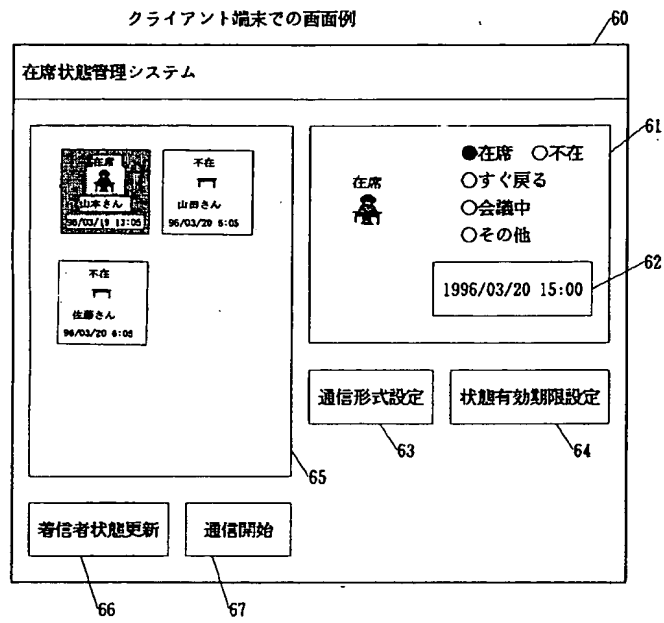 クライアント端末での画面例
60
在席状態管理システム
61
在席
山本さん
96/03/19 13:05
不在
山田さん
96/03/20 6:05
不在
佐藤さん
96/03/20 6:05
在席
●在席 ○不在
○すぐ戻る
○会議中
○その他
62
1996/03/20 15:00
通信形式設定
状態有効期限設定
63
64
65
着信者状態更新
通信開始
66
67